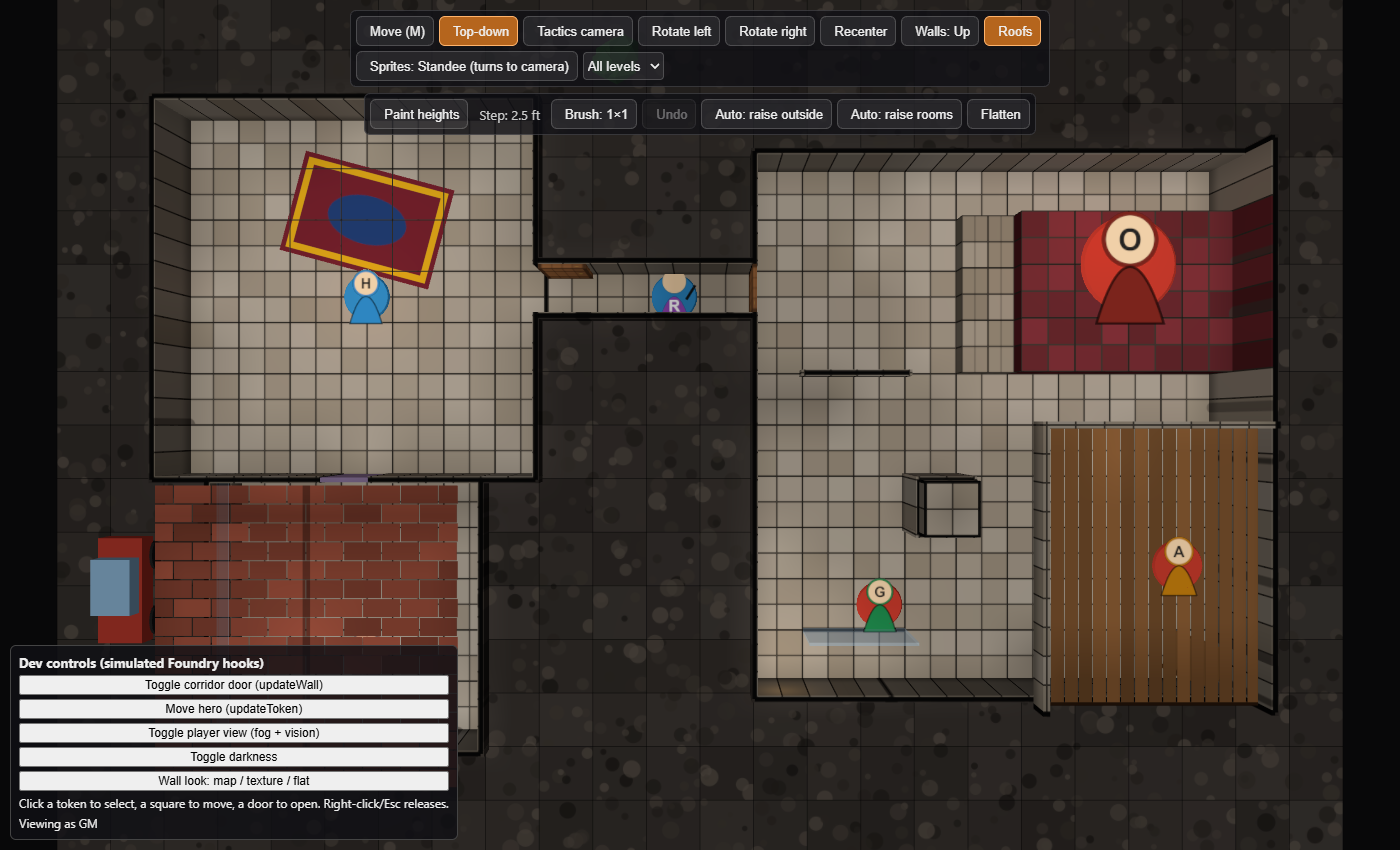 Move (M) Top-down Tactics camera Rotate left Rotate right Recenter Walls: Up Roofs
Sprites: Standee (turns to camera) All levels
Paint heights Step: 2.5 ft Brush: 1×1 Undo Auto: raise outside Auto: raise rooms Flatten
O
H
R
A
G
Dev controls (simulated Foundry hooks)
Toggle corridor door (updateWall)
Move hero (updateToken)
Toggle player view (fog + vision)
Toggle darkness
Wall look: map / texture / flat
Click a token to select, a square to move, a door to open. Right-click/Esc releases.
Viewing as GM